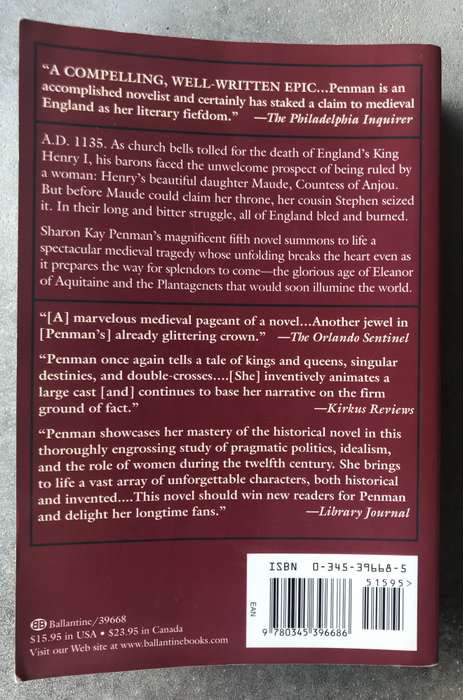 “A COMPELLING, WELL-WRITTEN EPIC...Penman is an
accomplished novelist and certainly has staked a claim to medieval
England as her literary fiefdom.” —The Philadelphia Inquirer
A.D. 1135. As church bells tolled for the death of England’s King
Henry I, his barons faced the unwelcome prospect of being ruled by
a woman: Henry’s beautiful daughter Maude, Countess of Anjou.
But before Maude could claim her throne, her cousin Stephen seized
it. In their long and bitter struggle, all of England bled and burned.
Sharon Kay Penman’s magnificent fifth novel summons to life a
spectacular medieval tragedy whose unfolding breaks the heart even as
it prepares the way for splendors to come—the glorious age of Eleanor
of Aquitaine and the Plantagenets that would soon illumine the world.
“[A] marvelous medieval pageant of a novel...Another jewel in
[Penman’s] already glittering crown.” —The Orlando Sentinel
“Penman once again tells a tale of kings and queens, singular
destinies, and double-crosses....[She] inventively animates a
large cast [and] continues to base her narrative on the firm
ground of fact.” —Kirkus Reviews
“Penman showcases her mastery of the historical novel in this
thoroughly engrossing study of pragmatic politics, idealism,
and the role of women during the twelfth century. She brings
to life a vast array of unforgettable characters, both historical
and invented....This novel should win new readers for Penman
and delight her longtime fans.” —Library Journal
ISBN 0-345-39668-5
51595>
EAN
9 780345 396686
BB Ballantine/39668
$15.95 in USA • $23.95 in Canada
Visit our Web site at www.ballantinebooks.com